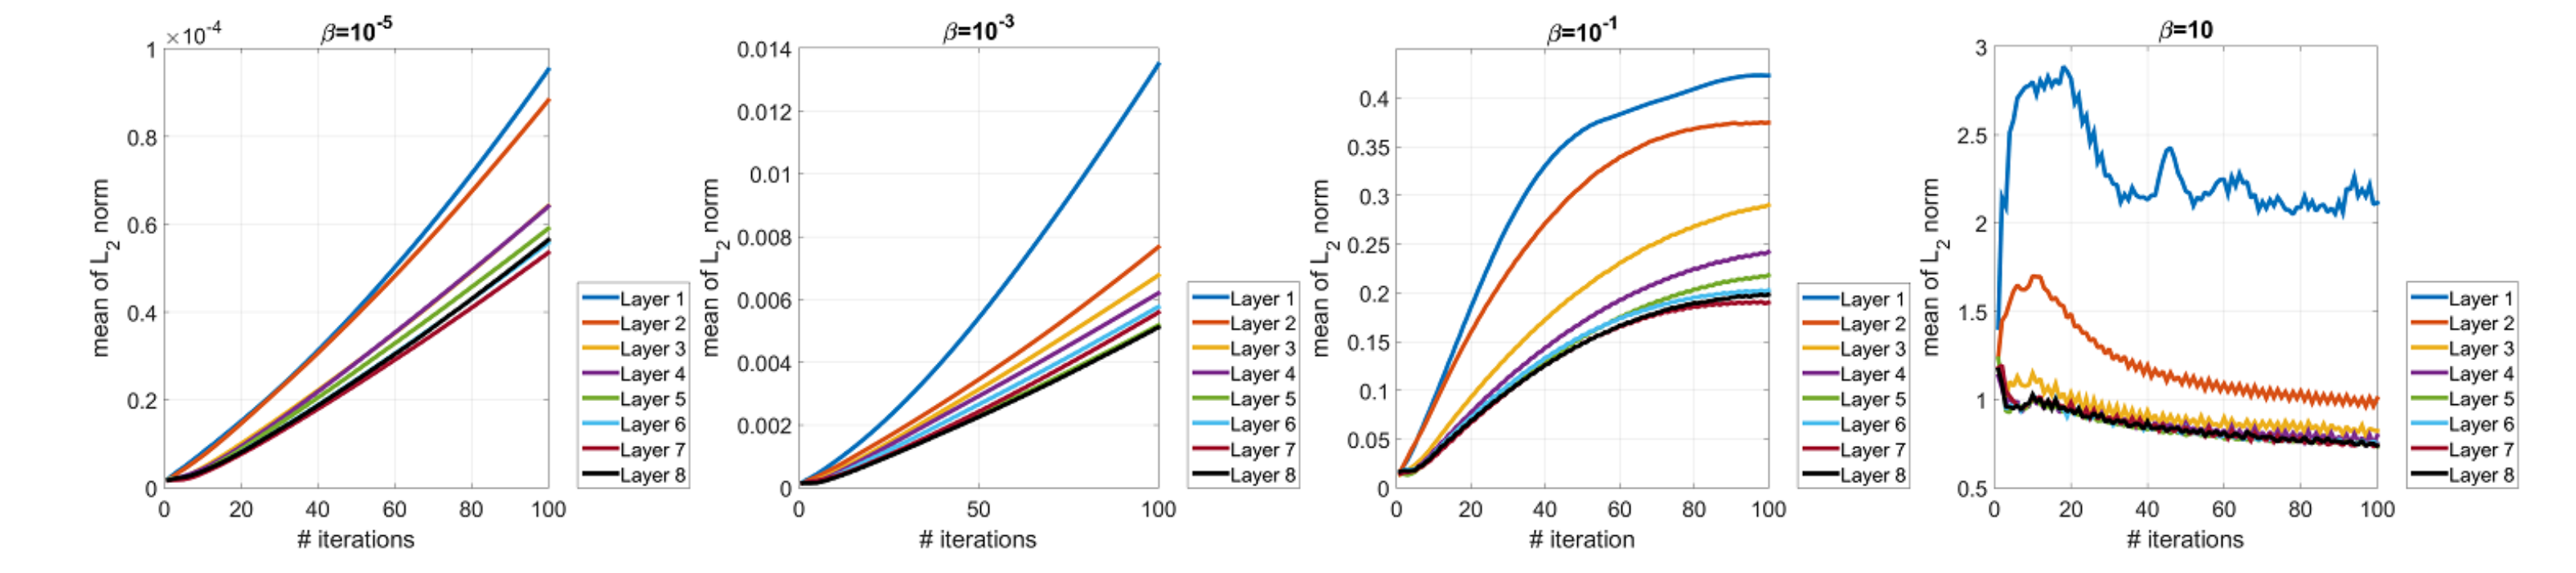 β=10-5
×10-4
1
0.8
0.6
0.4
0.2
0
0 20 40 60 80 100
# iterations
mean of L2 norm
Layer 1
Layer 2
Layer 3
Layer 4
Layer 5
Layer 6
Layer 7
Layer 8
β=10-3
0.014
0.012
0.01
0.008
0.006
0.004
0.002
0
0 50 100
# iterations
mean of L2 norm
Layer 1
Layer 2
Layer 3
Layer 4
Layer 5
Layer 6
Layer 7
Layer 8
β=10-1
0.4
0.35
0.3
0.25
0.2
0.15
0.1
0.05
0
0 20 40 60 80 100
# iteration
mean of L2 norm
Layer 1
Layer 2
Layer 3
Layer 4
Layer 5
Layer 6
Layer 7
Layer 8
β=10
3
2.5
2
1.5
1
0.5
0 20 40 60 80 100
# iterations
mean of L2 norm
Layer 1
Layer 2
Layer 3
Layer 4
Layer 5
Layer 6
Layer 7
Layer 8